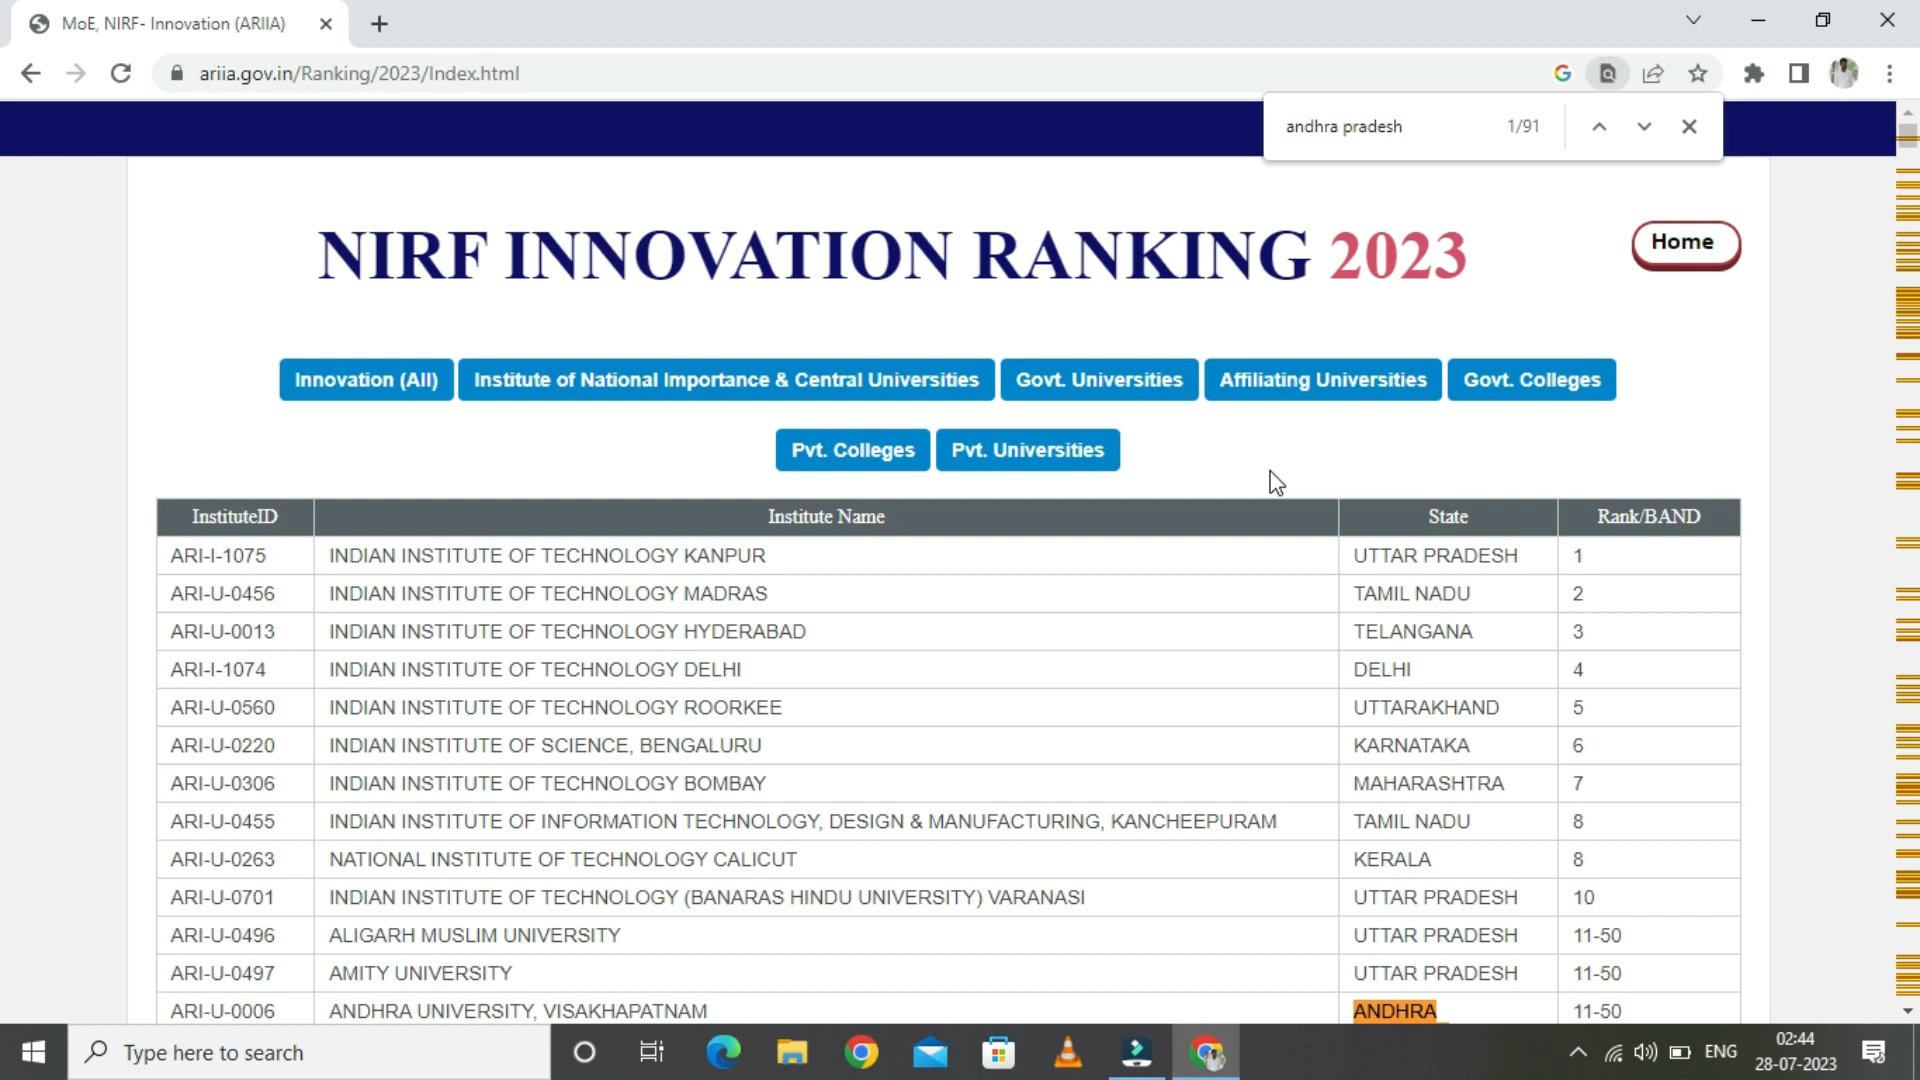 MoE, NIRF- Innovation (ARIIA)
ariia.gov.in/Ranking/2023/Index.html
andhra pradesh 1/91
NIRF INNOVATION RANKING 2023
Home
Innovation (All) Institute of National Importance & Central Universities Govt. Universities Affiliating Universities Govt. Colleges
Pvt. Colleges Pvt. Universities
InstituteID Institute Name State Rank/BAND
ARI-I-1075 INDIAN INSTITUTE OF TECHNOLOGY KANPUR UTTAR PRADESH 1
ARI-U-0456 INDIAN INSTITUTE OF TECHNOLOGY MADRAS TAMIL NADU 2
ARI-U-0013 INDIAN INSTITUTE OF TECHNOLOGY HYDERABAD TELANGANA 3
ARI-I-1074 INDIAN INSTITUTE OF TECHNOLOGY DELHI DELHI 4
ARI-U-0560 INDIAN INSTITUTE OF TECHNOLOGY ROORKEE UTTARAKHAND 5
ARI-U-0220 INDIAN INSTITUTE OF SCIENCE, BENGALURU KARNATAKA 6
ARI-U-0306 INDIAN INSTITUTE OF TECHNOLOGY BOMBAY MAHARASHTRA 7
ARI-U-0455 INDIAN INSTITUTE OF INFORMATION TECHNOLOGY, DESIGN & MANUFACTURING, KANCHEEPURAM TAMIL NADU 8
ARI-U-0263 NATIONAL INSTITUTE OF TECHNOLOGY CALICUT KERALA 8
ARI-U-0701 INDIAN INSTITUTE OF TECHNOLOGY (BANARAS HINDU UNIVERSITY) VARANASI UTTAR PRADESH 10
ARI-U-0496 ALIGARH MUSLIM UNIVERSITY UTTAR PRADESH 11-50
ARI-U-0497 AMITY UNIVERSITY UTTAR PRADESH 11-50
ARI-U-0006 ANDHRA UNIVERSITY, VISAKHAPATNAM ANDHRA 11-50
Type here to search ENG 02:44
28-07-2023